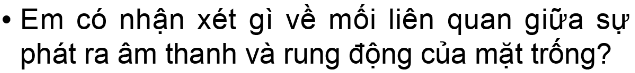 • Em có nhận xét gì về mối liên quan giữa sự
phát ra âm thanh và rung động của mặt trống?